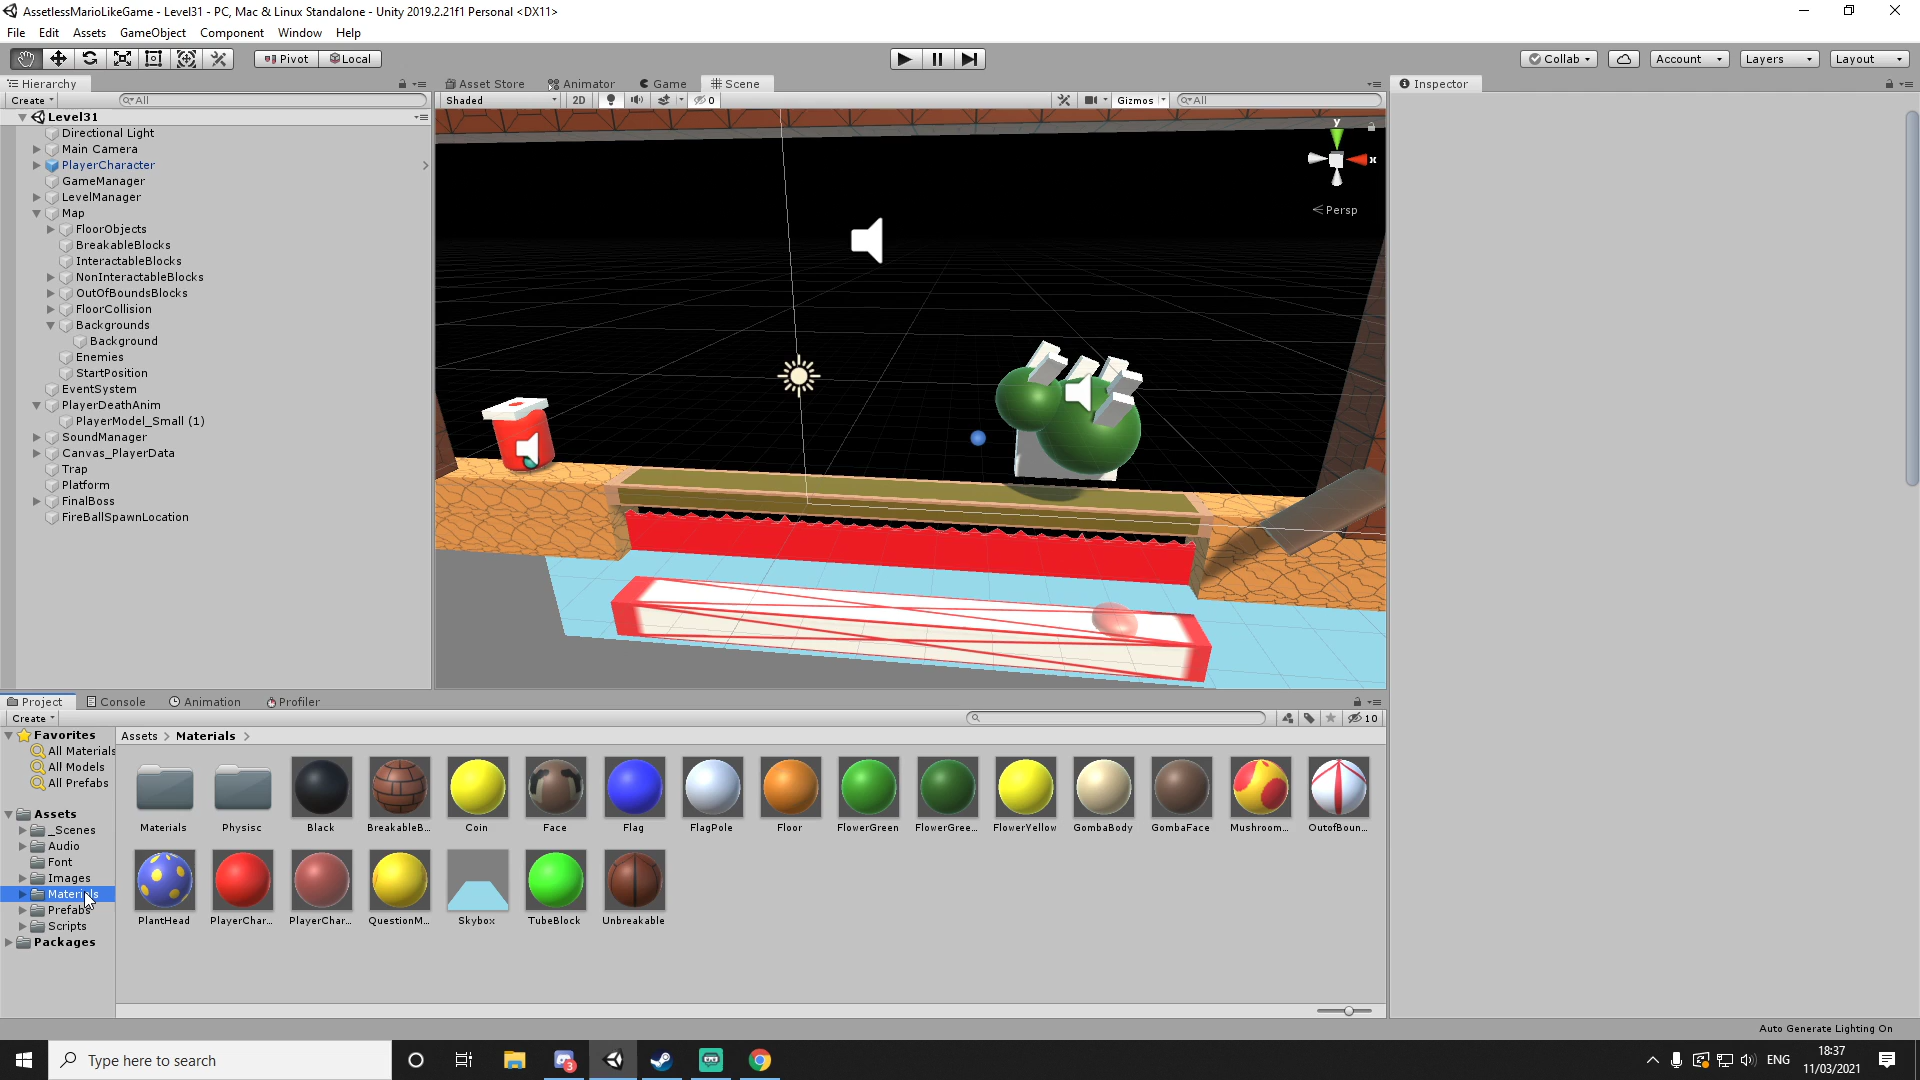 AssetlessMarioLikeGame - Level31 - PC, Mac & Linux Standalone - Unity 2019.2.21f1 Personal <DX11>
File Edit Assets GameObject Component Window Help
Pivot Local
Collab Account Layers Layout
Hierarchy
Create All
Level31
Directional Light
Main Camera
PlayerCharacter
GameManager
LevelManager
Map
FloorObjects
BreakableBlocks
InteractableBlocks
NonInteractableBlocks
OutOfBoundsBlocks
FloorCollision
Backgrounds
Background
Enemies
StartPosition
EventSystem
PlayerDeathAnim
PlayerModel_Small (1)
SoundManager
Canvas_PlayerData
Trap
Platform
FinalBoss
FireBallSpawnLocation
Asset Store Animator Game Scene
Shaded 2D 0 Gizmos All
y
x
Persp
Inspector
Project Console Animation Profiler
Create 10
Favorites
All Materials
All Models
All Prefabs
Assets
_Scenes
Audio
Font
Images
Materials
Prefabs
Scripts
Packages
Assets > Materials >
Materials Physisc Black BreakableB... Coin Face Flag FlagPole Floor FlowerGreen FlowerGree... FlowerYellow GombaBody GombaFace Mushroom... OutofBoun...
PlantHead PlayerChar... PlayerChar... QuestionM... Skybox TubeBlock Unbreakable
Auto Generate Lighting On
Type here to search
3
ENG
18:37
11/03/2021